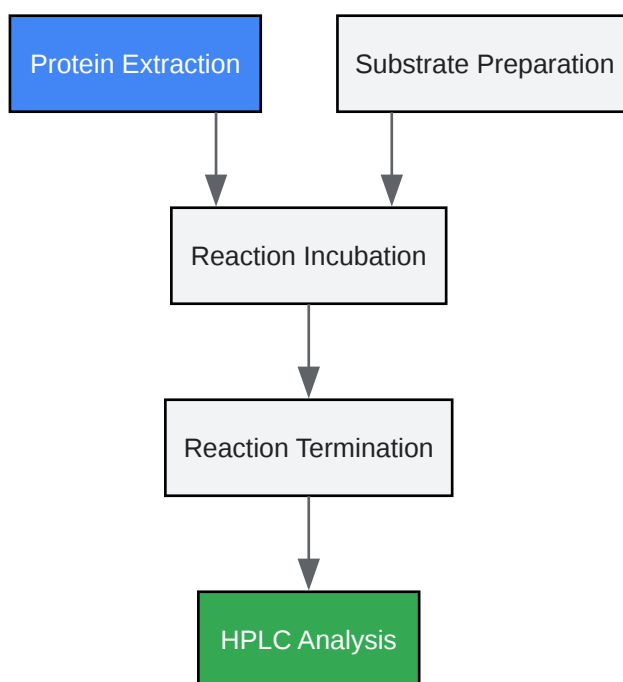 Protein Extraction
Substrate Preparation
Reaction Incubation
Reaction Termination
HPLC Analysis